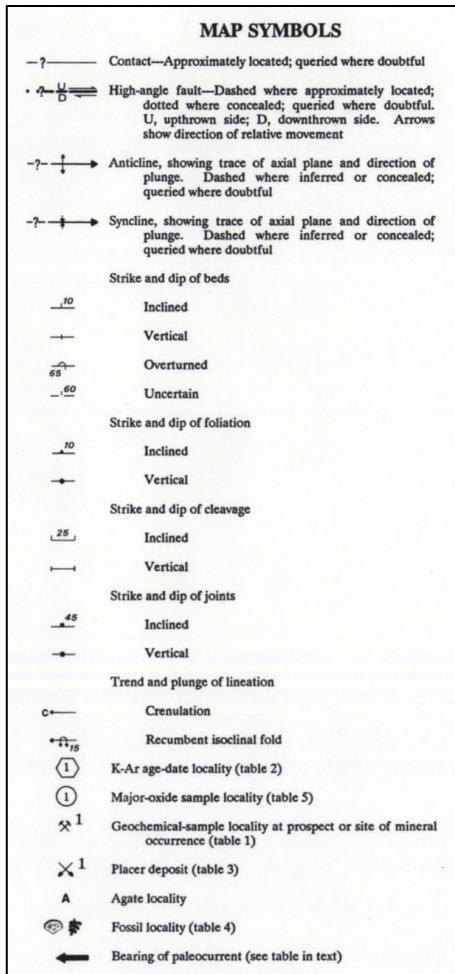 MAP SYMBOLS
–?– Contact—Approximately located; queried where doubtful
?– U D High-angle fault—Dashed where approximately located;
dotted where concealed; queried where doubtful.
U, upthrown side; D, downthrown side. Arrows
show direction of relative movement
–?– Anticline, showing trace of axial plane and direction of
plunge. Dashed where inferred or concealed;
queried where doubtful
–?– Syncline, showing trace of axial plane and direction of
plunge. Dashed where inferred or concealed;
queried where doubtful
Strike and dip of beds
10 Inclined
Vertical
65 Overturned
60 Uncertain
Strike and dip of foliation
10 Inclined
Vertical
Strike and dip of cleavage
25 Inclined
Vertical
Strike and dip of joints
45 Inclined
Vertical
Trend and plunge of lineation
c Crenulation
15 Recumbent isoclinal fold
1 K-Ar age-date locality (table 2)
1 Major-oxide sample locality (table 5)
1 Geochemical-sample locality at prospect or site of mineral
occurrence (table 1)
1 Placer deposit (table 3)
A Agate locality
Fossil locality (table 4)
Bearing of paleocurrent (see table in text)